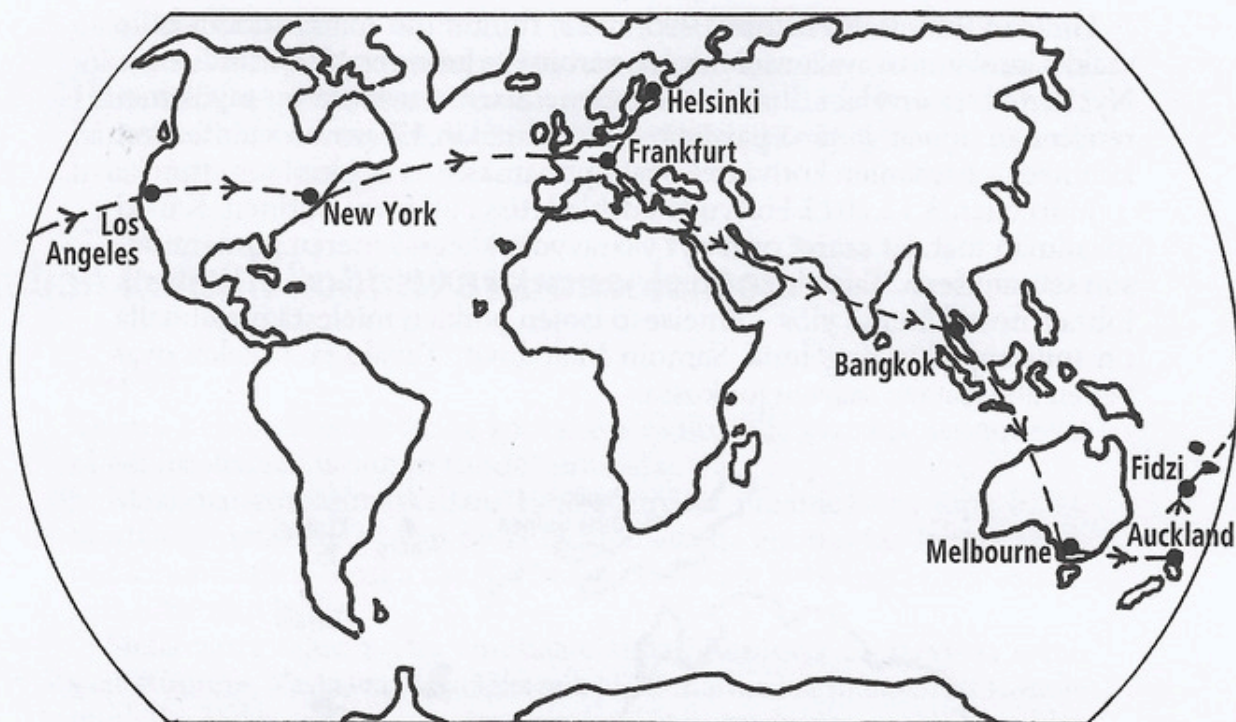 Helsinki
Frankfurt
New York
Los
Angeles
Bangkok
Fidzi
Auckland
Melbourne